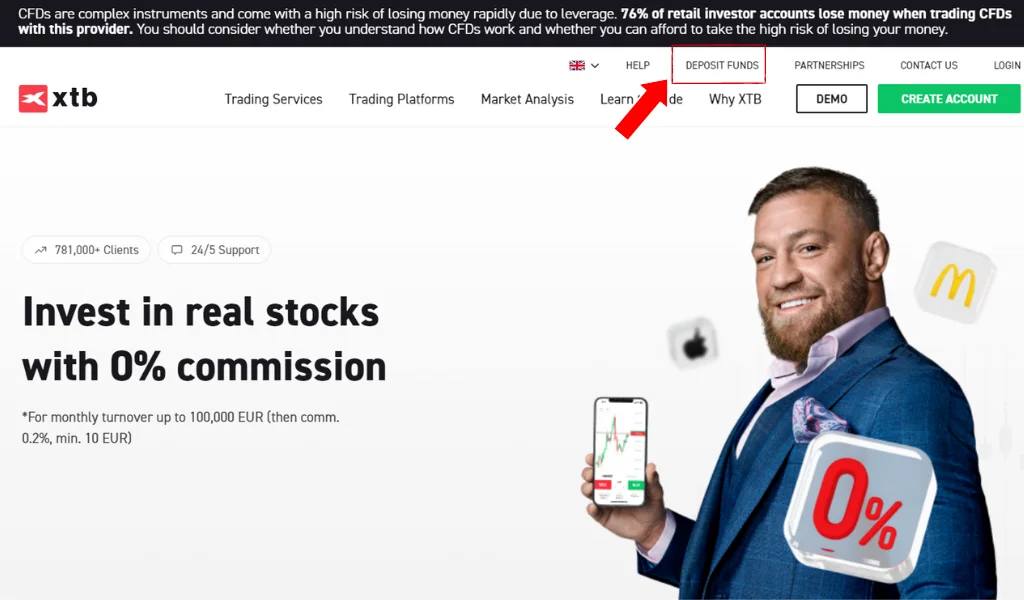 CFDs are complex instruments and come with a high risk of losing money rapidly due to leverage. 76% of retail investor accounts lose money when trading CFDs
with this provider. You should consider whether you understand how CFDs work and whether you can afford to take the high risk of losing your money.
HELP DEPOSIT FUNDS PARTNERSHIPS CONTACT US LOGIN
xtb Trading Services Trading Platforms Market Analysis Learn de Why XTB DEMO CREATE ACCOUNT
781,000+ Clients 24/5 Support
Invest in real stocks
with 0% commission
*For monthly turnover up to 100,000 EUR (then comm.
0.2%, min. 10 EUR)
0%